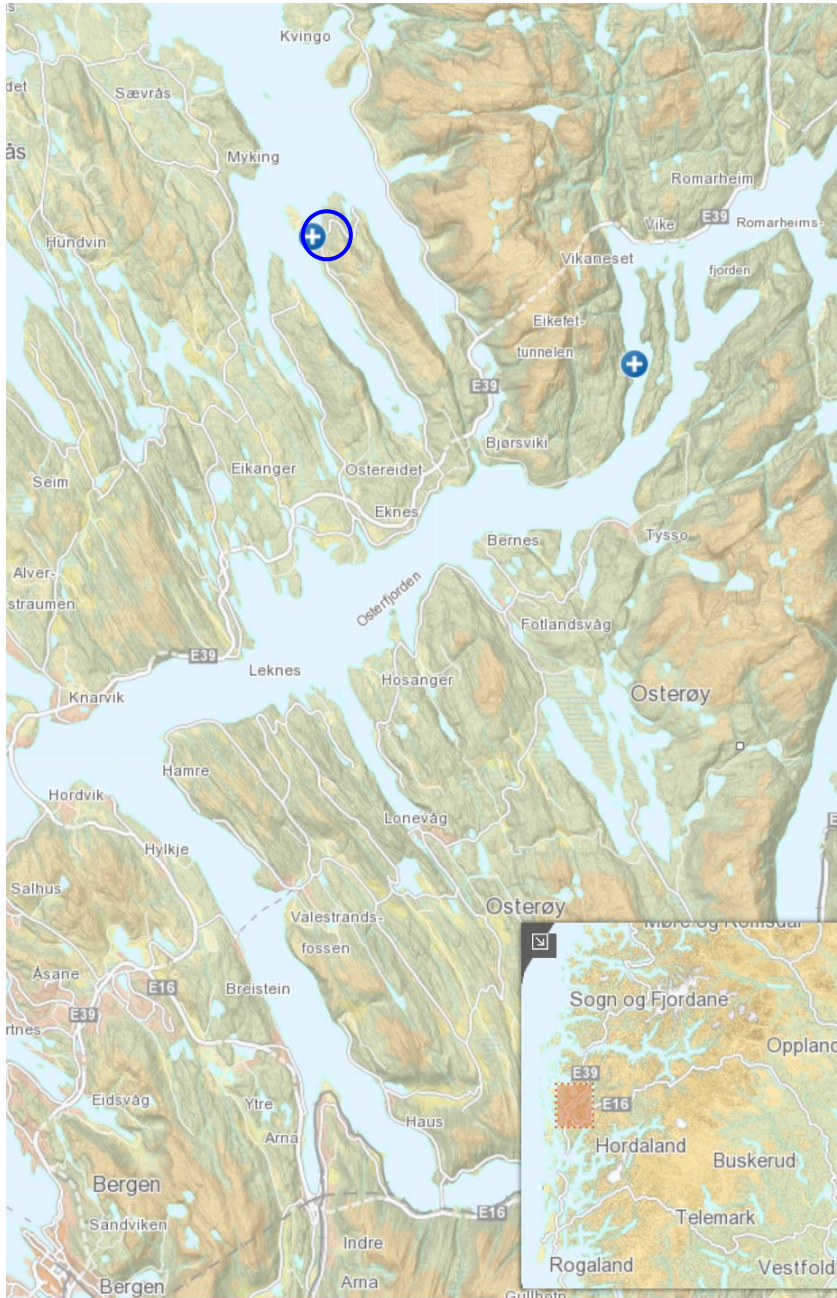 Kvingo
Sævrås
Myking
ås
Romarheim
E39
Vike
Romarheims-
Hundvin
Vikaneset
fjorden
Eikefet-
tunnelen
E39
Bjørsviki
Eikanger
Ostereidet
Seim
Eknes
Bernes
Tysso
Alver-
straumen
Osterfjorden
Fotlandsvåg
E39
Leknes
Hosanger
Osterøy
Knarvik
Hamre
Hordvik
Lonevåg
Hylkje
Salhus
Osterøy
Valestrands-
fossen
Åsane
E16
Breistein
E39
Eidsvåg
Ytre
Arna
Haus
Bergen
Sandviken
E16
Indre
Arna
Bergen
Sogn og Fjordane
Oppland
E39
E16
Hordaland
Buskerud
Telemark
Rogaland
Vestfold